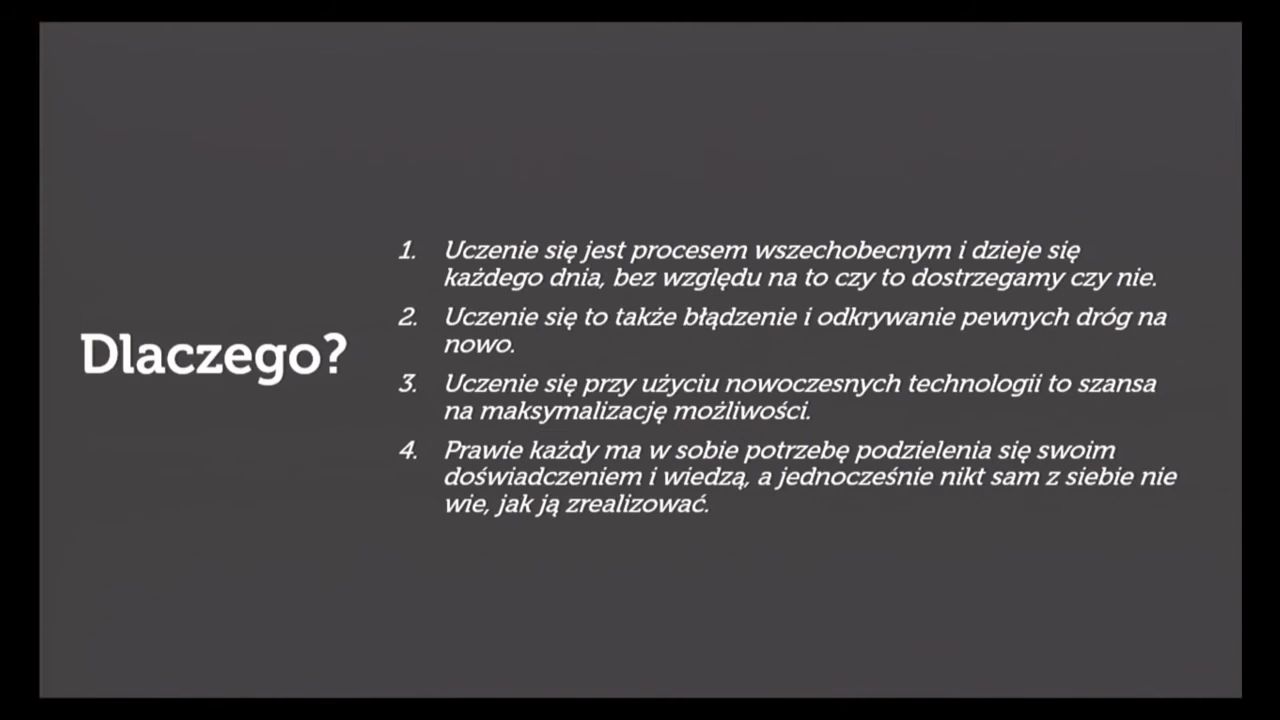 Dlaczego?
1. Uczenie się jest procesem wszechobecnym i dzieje się
każdego dnia, bez względu na to czy to dostrzegamy czy nie.
2. Uczenie się to także błądzenie i odkrywanie pewnych dróg na
nowo.
3. Uczenie się przy użyciu nowoczesnych technologii to szansa
na maksymalizację możliwości.
4. Prawie każdy ma w sobie potrzebę podzielenia się swoim
doświadczeniem i wiedzą, a jednocześnie nikt sam z siebie nie
wie, jak ją zrealizować.